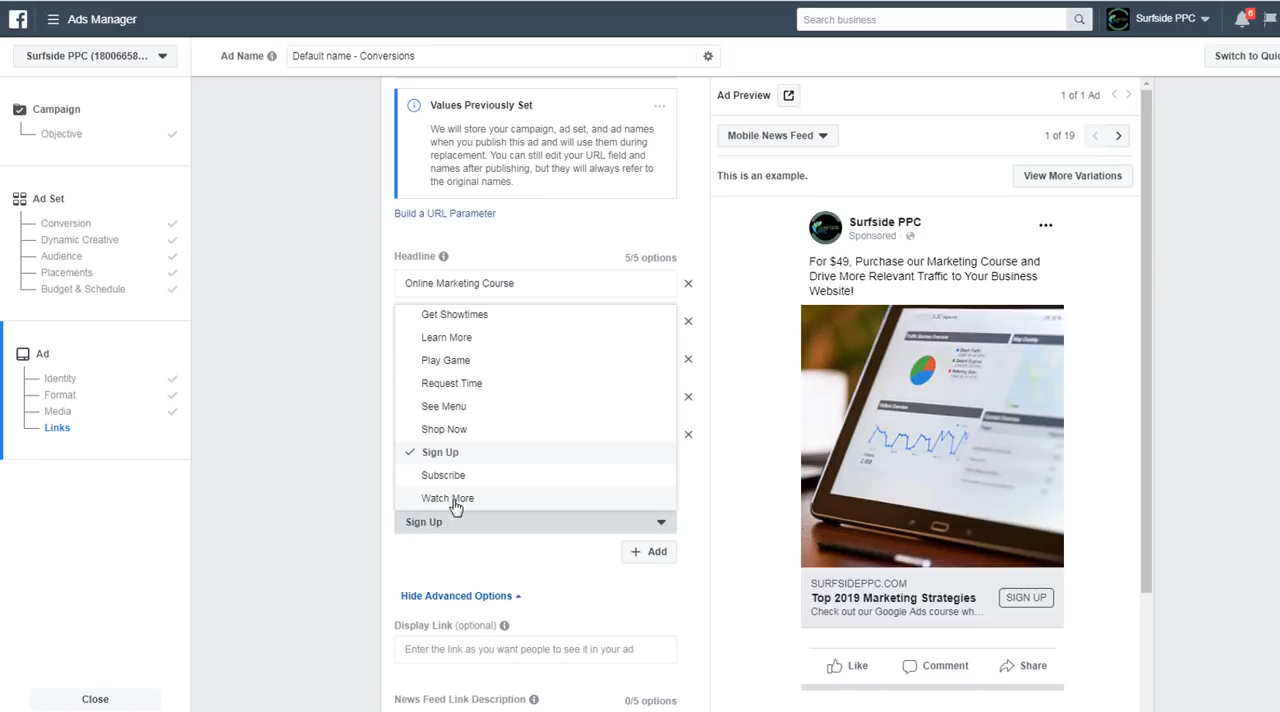 f Ads Manager
Search business
Surfside PPC
6
Surfside PPC (18006658...
Ad Name
Default name - Conversions
Switch to Quic
Campaign
Objective
Ad Set
Conversion
Dynamic Creative
Audience
Placements
Budget & Schedule
Ad
Identity
Format
Media
Links
Close
Values Previously Set
...
We will store your campaign, ad set, and ad names
when you publish this ad and will use them during
replacement. You can still edit your URL field and
names after publishing, but they will always refer to
the original names.
Build a URL Parameter
Headline
5/5 options
Online Marketing Course
Get Showtimes
Learn More
Play Game
Request Time
See Menu
Shop Now
Sign Up
Subscribe
Watch More
Sign Up
+ Add
Hide Advanced Options
Display Link (optional)
Enter the link as you want people to see it in your ad
News Feed Link Description
0/5 options
Ad Preview
1 of 1 Ad
Mobile News Feed
1 of 19
This is an example.
View More Variations
Surfside PPC
Sponsored ·
For $49, Purchase our Marketing Course and
Drive More Relevant Traffic to Your Business
Website!
SURFSIDEPPC.COM
Top 2019 Marketing Strategies
Check out our Google Ads course wh...
SIGN UP
Like
Comment
Share